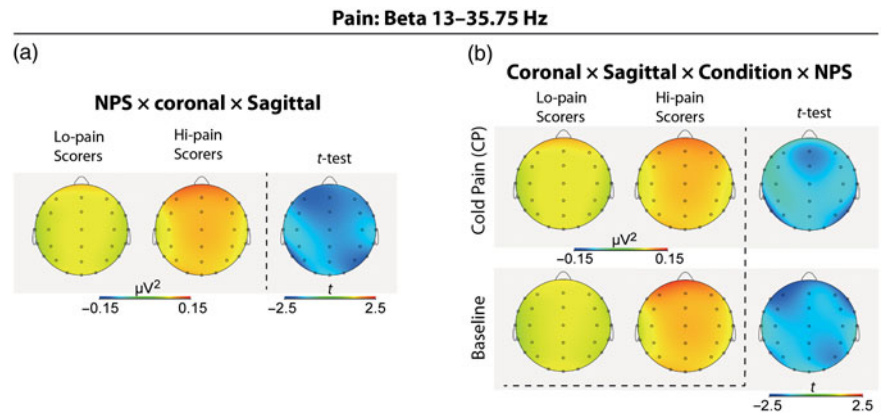 Pain: Beta 13–35.75 Hz
(a)
NPS × coronal × Sagittal
Lo-pain
Scorers
Hi-pain
Scorers
t-test
µV2
−0.15
0.15
t
−2.5
2.5
(b)
Coronal × Sagittal × Condition × NPS
Lo-pain
Scorers
Hi-pain
Scorers
t-test
Cold Pain (CP)
µV2
−0.15
0.15
Baseline
t
−2.5
2.5